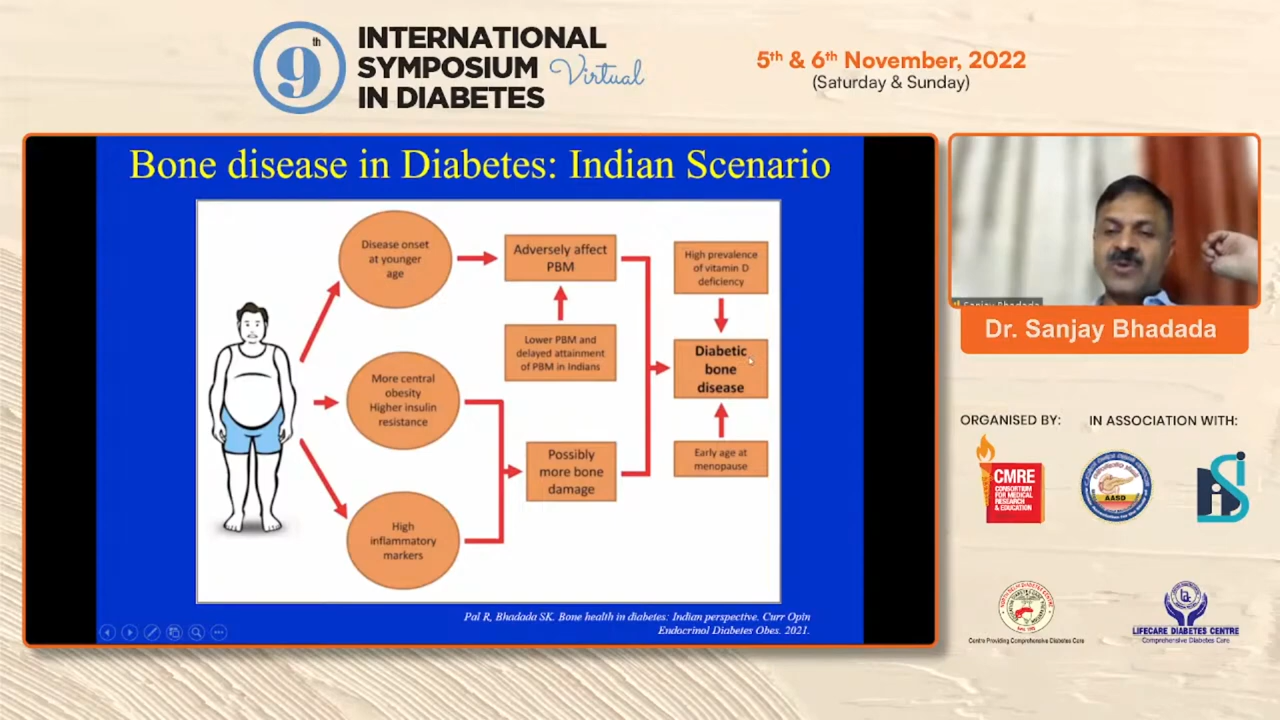 9th
INTERNATIONAL
SYMPOSIUM Virtual
IN DIABETES
5th & 6th November, 2022
(Saturday & Sunday)
Bone disease in Diabetes: Indian Scenario
Disease onset
at younger
age
Adversely affect
PBM
High prevalence
of vitamin D
deficiency
Lower PBM and
delayed attainment
of PBM in Indians
Diabetic
bone
disease
More central
obesity
Higher insulin
resistance
Possibly
more bone
damage
Early age at
menopause
High
inflammatory
markers
Pal R, Bhadada SK. Bone health in diabetes: Indian perspective. Curr Opin
Endocrinol Diabetes Obes. 2021.
Sanjay Bhadada
Dr. Sanjay Bhadada
ORGANISED BY:
IN ASSOCIATION WITH:
CMRE
CONSORTIUM
FOR MEDICAL
RESEARCH
& EDUCATION
AASD
Centre Providing Comprehensive Diabetes Care
LIFECARE DIABETES CENTRE
Comprehensive Diabetes Care